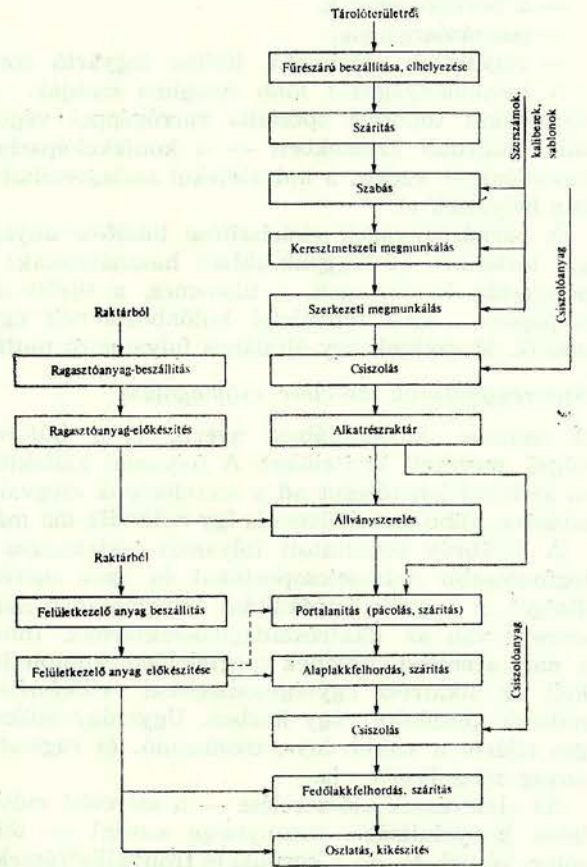 Tárolóterületről
Fűrészárú beszállítása, elhelyezése
Szárítás
Szerszámok, kaliberek, sablonok
Szabás
Keresztmetszeti megmunkálás
Csiszolóanyag
Raktárból
Szerkezeti megmunkálás
Ragasztóanyag-beszállítás
Csiszolás
Ragasztóanyag-előkészítés
Alkatrészraktár
Állványszerelés
Raktárból
Felületkezelő anyag beszállítás
Portalanítás (pácolás, szárítás)
Felületkezelő anyag előkészítése
Alaplakkfelhordás, szárítás
Csiszolóanyag
Csiszolás
Fedőlakkfelhordás, szárítás
Oszlatás, kikészítés